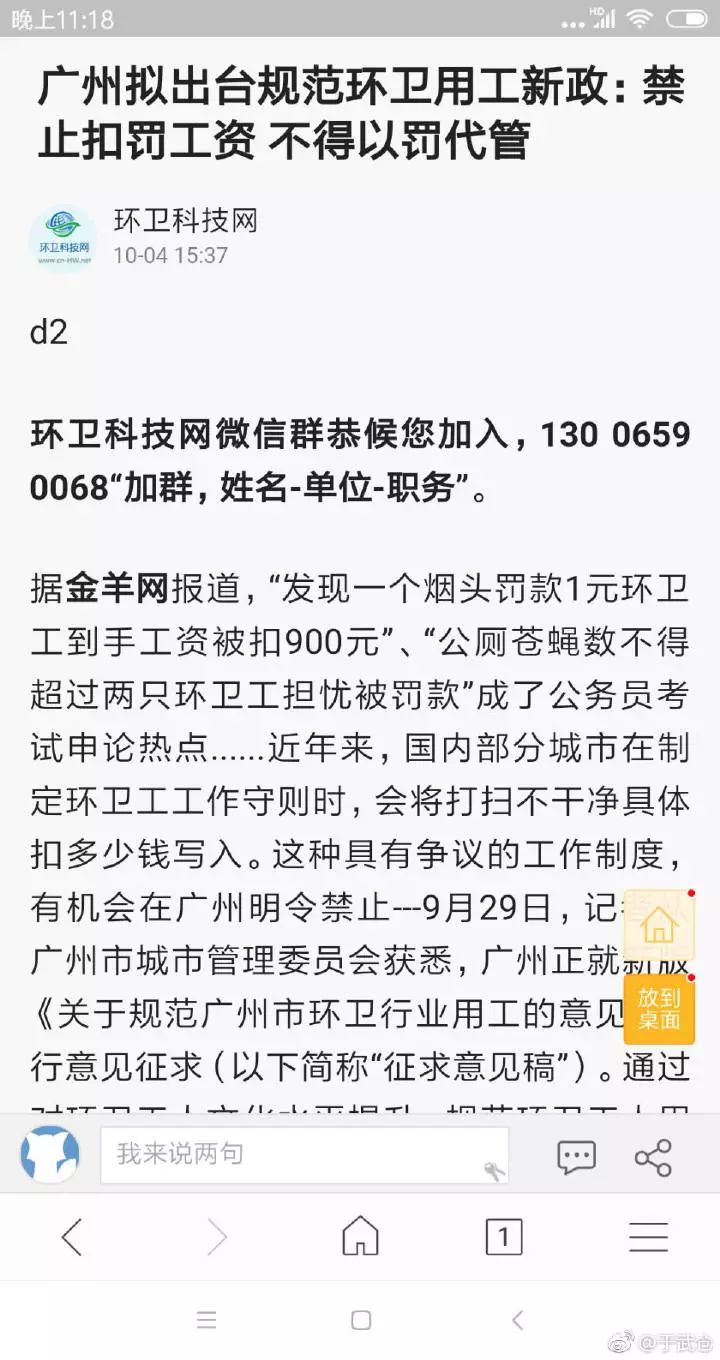 晚上11:18
HD
广州拟出台规范环卫用工新政：禁
止扣罚工资 不得以罚代管
环卫科技网
www.cn-HW.net
环卫科技网
10-04 15:37
d2
环卫科技网微信群恭候您加入，130 0659
0068“加群，姓名-单位-职务”。
据金羊网报道，“发现一个烟头罚款1元环卫
工到手工资被扣900元”、“公厕苍蝇数不得
超过两只环卫工担忧被罚款”成了公务员考
试申论热点......近年来，国内部分城市在制
定环卫工工作守则时，会将打扫不干净具体
扣多少钱写入。这种具有争议的工作制度，
有机会在广州明令禁止---9月29日，记者从
广州市城市管理委员会获悉，广州正就新版
《关于规范广州市环卫行业用工的意见
行意见征求（以下简称“征求意见稿”）。通过
放到
桌面
我来说两句
1
@于武仓